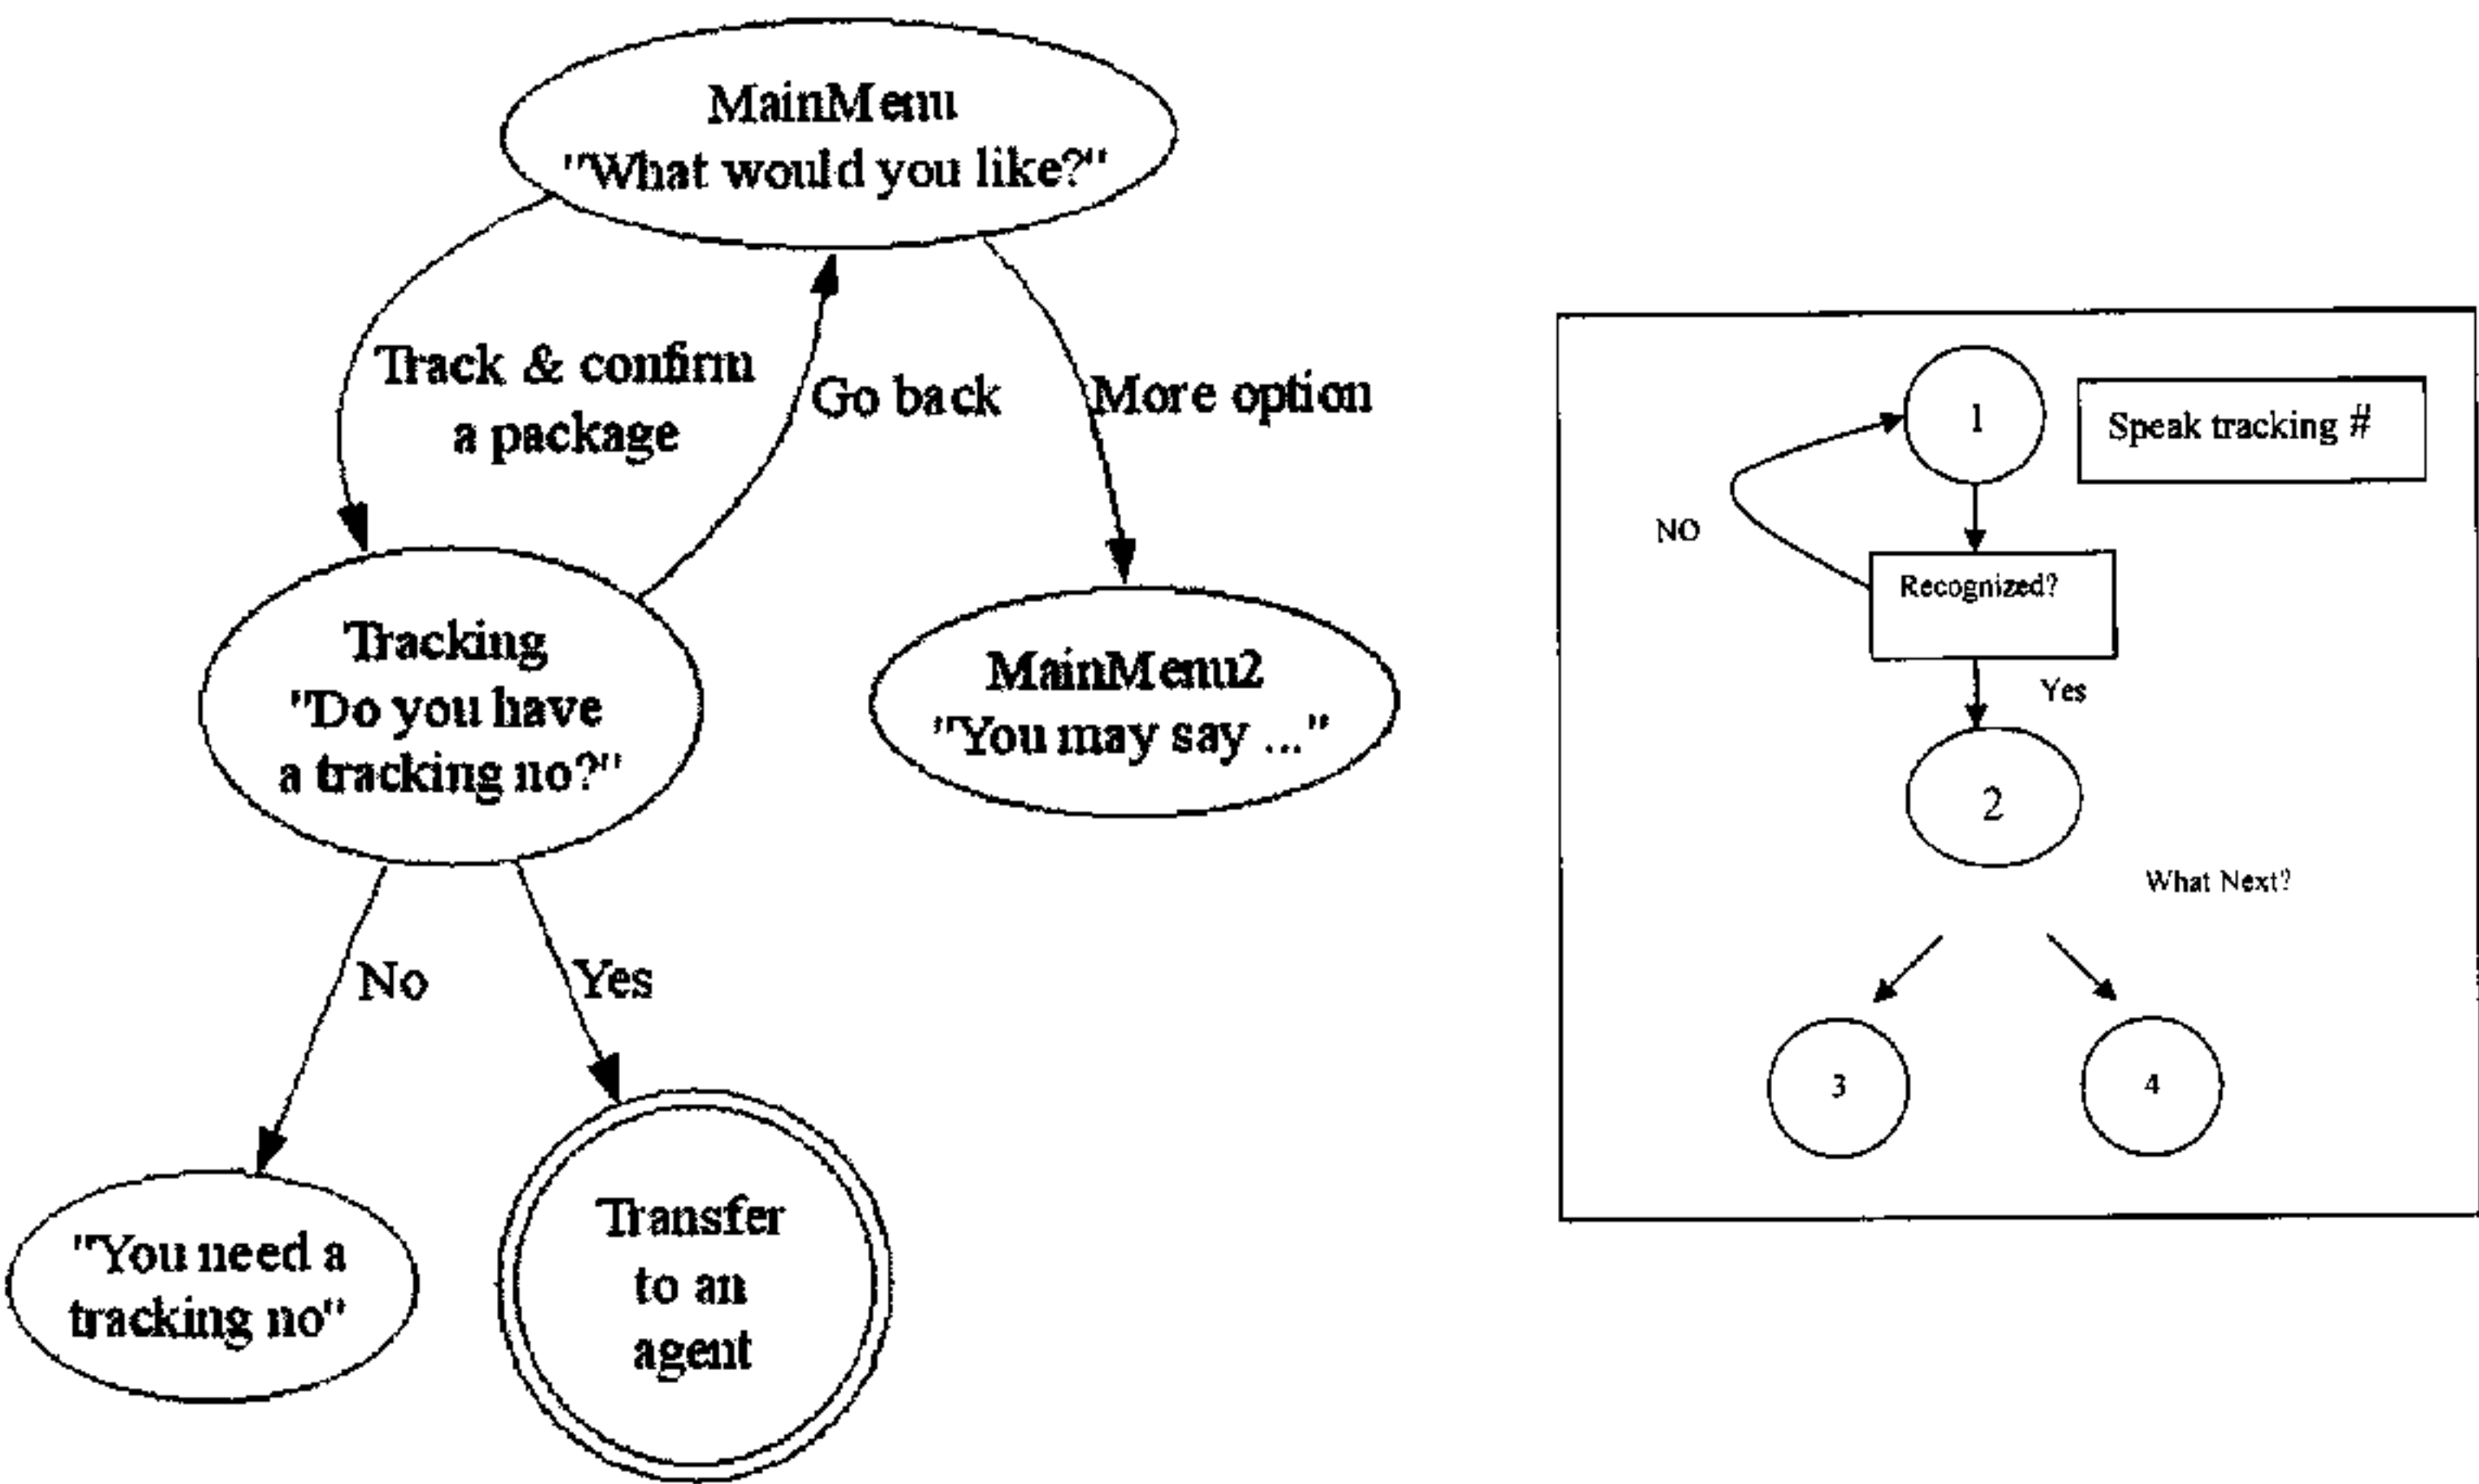 MainMenu
"What would you like?"
Track & confirm
a package
Go back
More option
Tracking
"Do you have
a tracking no?"
MainMenu2
"You may say ..."
No
Yes
"You need a
tracking no"
Transfer
to an
agent
1
Speak tracking #
NO
Recognized?
Yes
2
What Next?
3
4